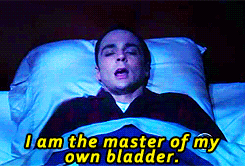 I am the master of my
own bladder.